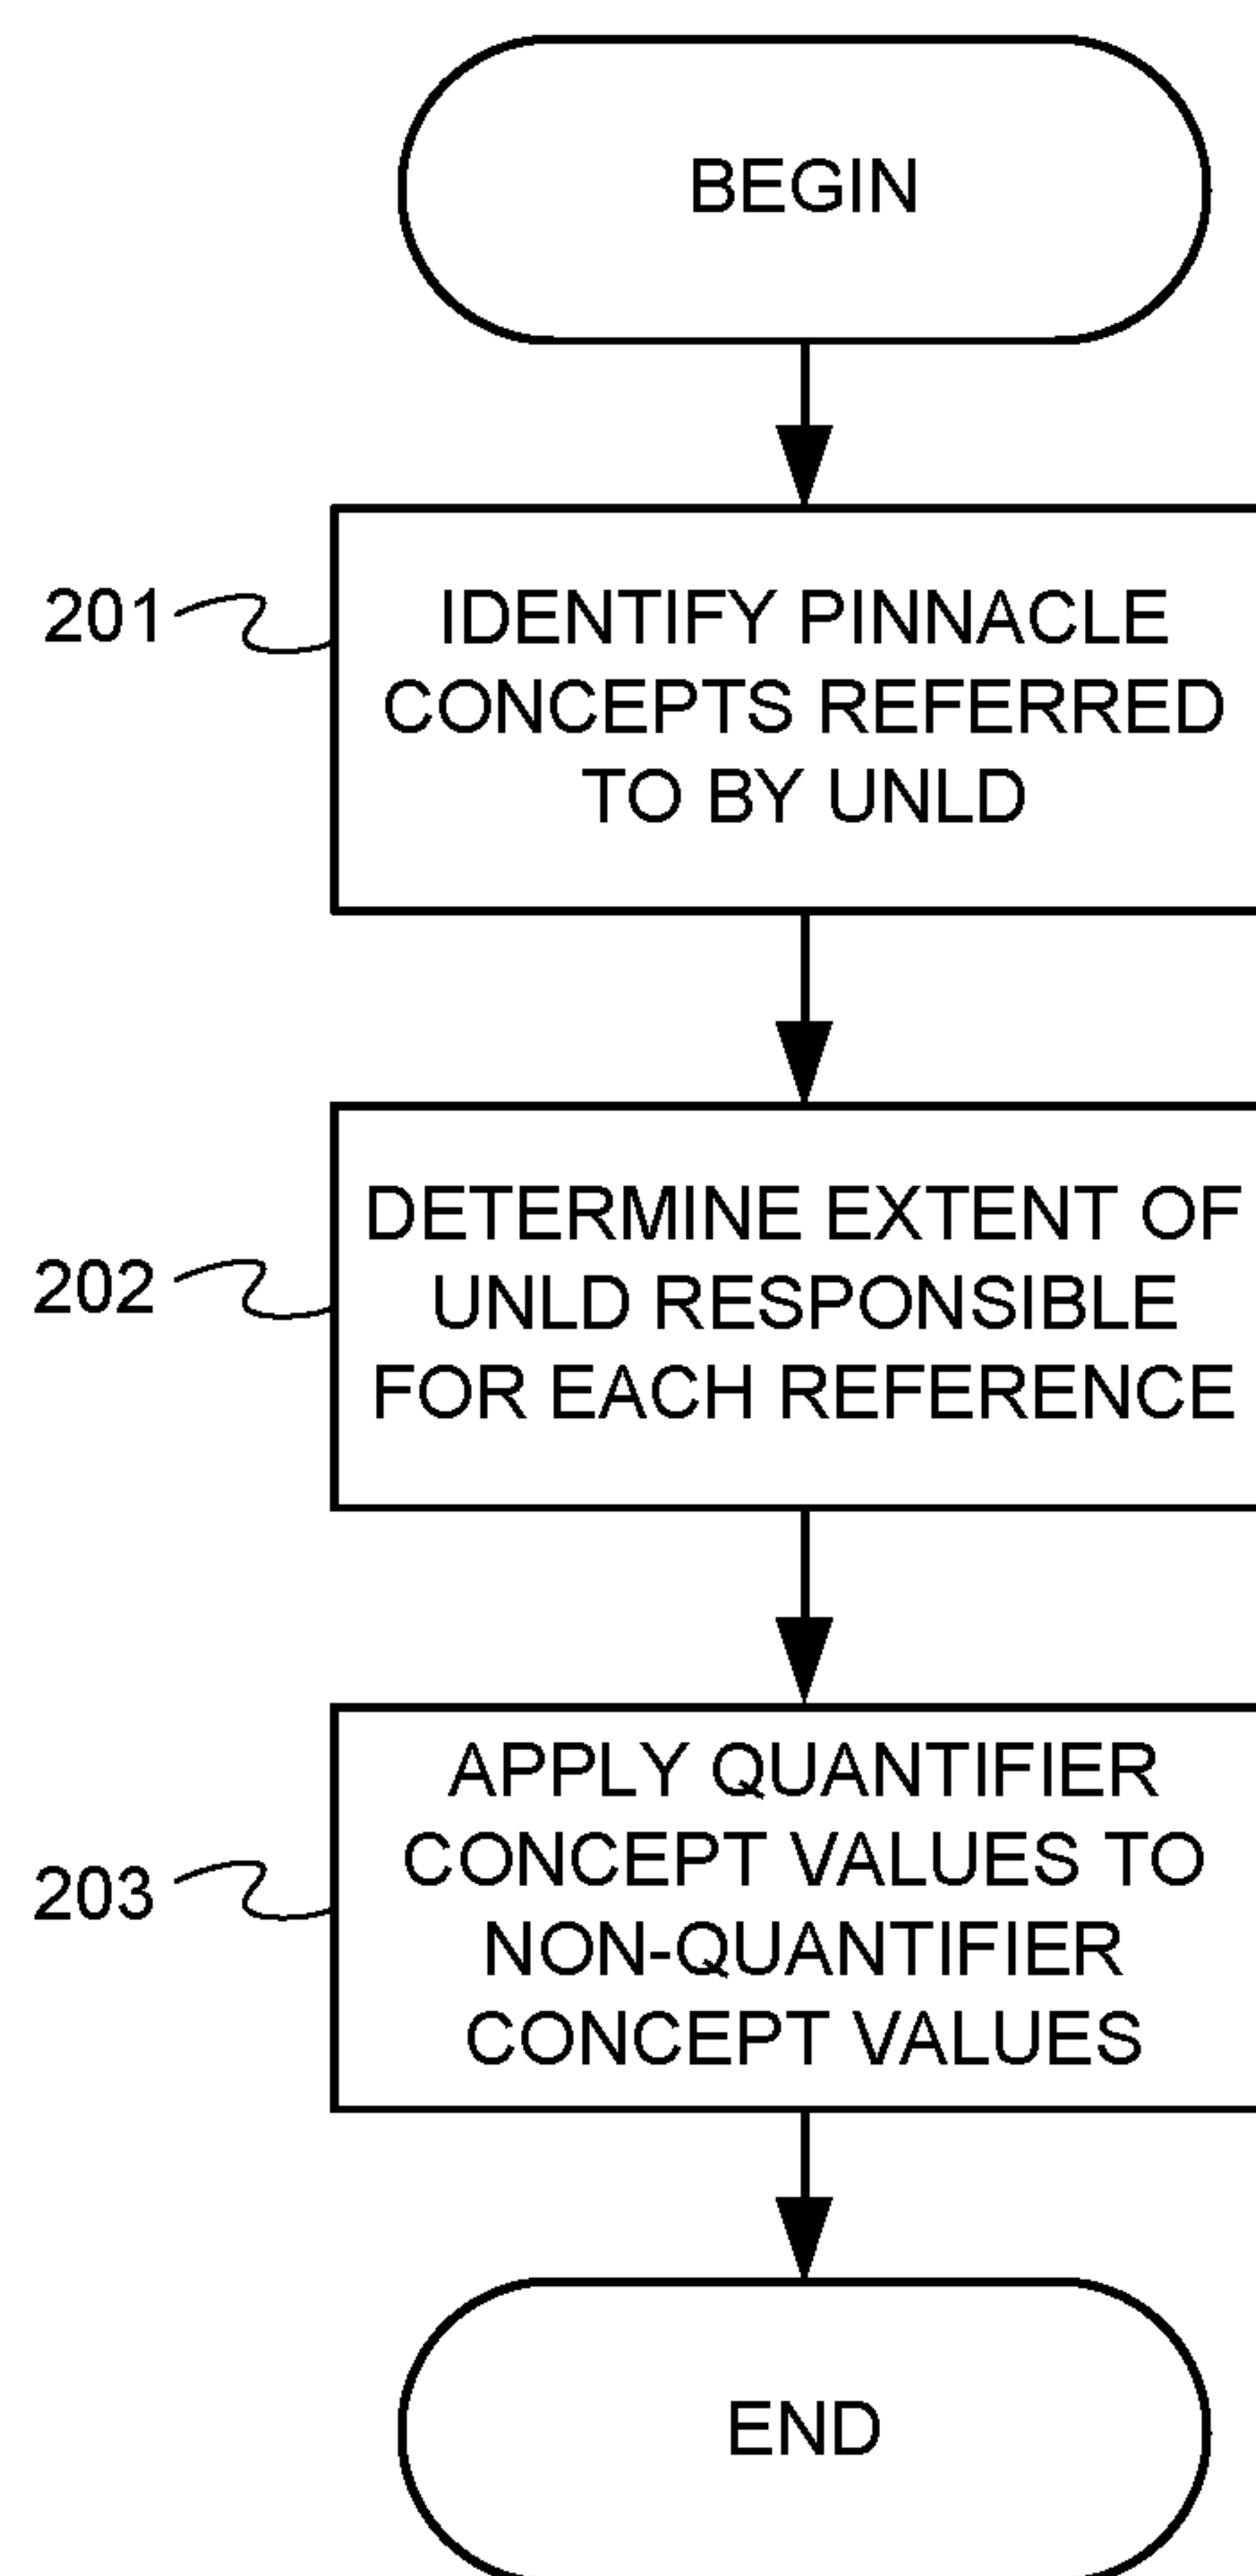 BEGIN
201
IDENTIFY PINNACLE
CONCEPTS REFERRED
TO BY UNLD
202
DETERMINE EXTENT OF
UNLD RESPONSIBLE
FOR EACH REFERENCE
203
APPLY QUANTIFIER
CONCEPT VALUES TO
NON-QUANTIFIER
CONCEPT VALUES
END